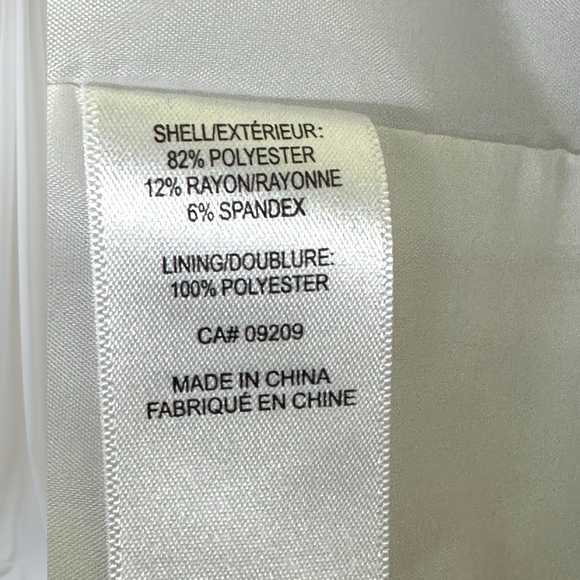 SHELL/EXTÉRIEUR:
82% POLYESTER
12% RAYON/RAYONNE
6% SPANDEX
LINING/DOUBLURE:
100% POLYESTER
CA# 09209
MADE IN CHINA
FABRIQUÉ EN CHINE